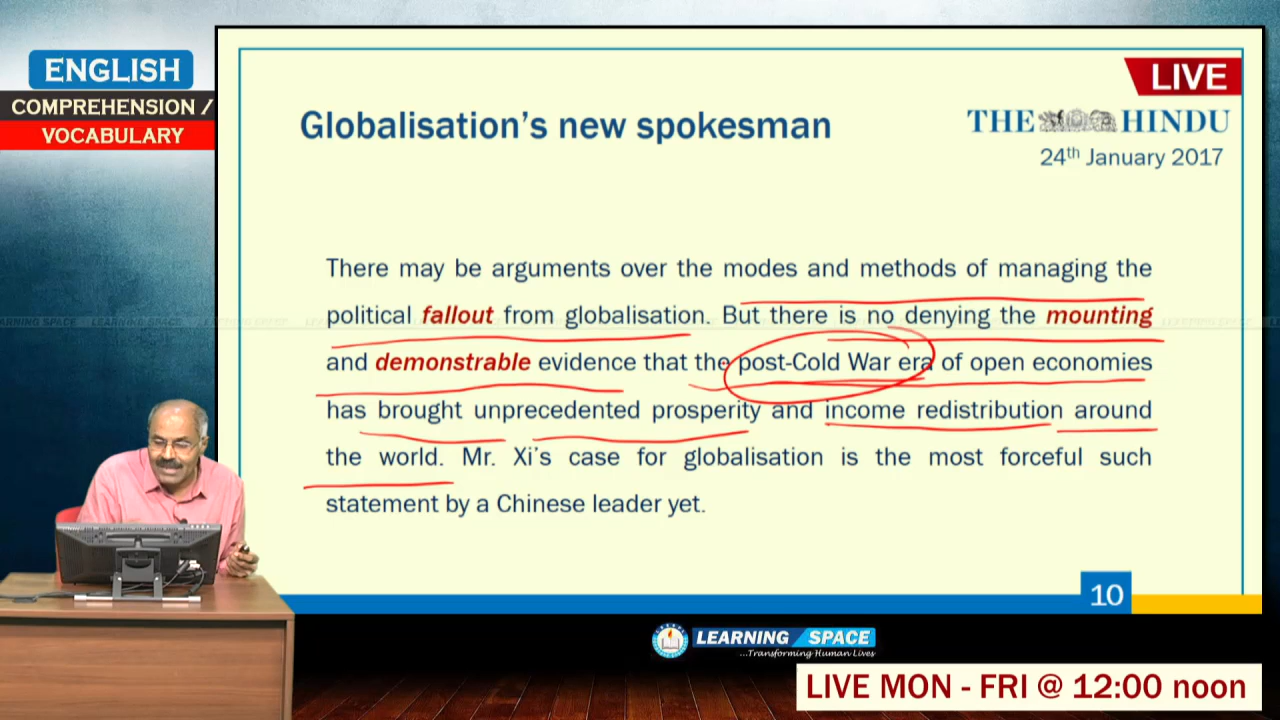 ENGLISH
COMPREHENSION /
VOCABULARY
LIVE
Globalisation's new spokesman
THE HINDU
24th January 2017
There may be arguments over the modes and methods of managing the
political fallout from globalisation. But there is no denying the mounting
and demonstrable evidence that the post-Cold War era of open economies
has brought unprecedented prosperity and income redistribution around
the world. Mr. Xi's case for globalisation is the most forceful such
statement by a Chinese leader yet.
10
LEARNING SPACE
...Transforming Human Lives
LIVE MON - FRI @ 12:00 noon